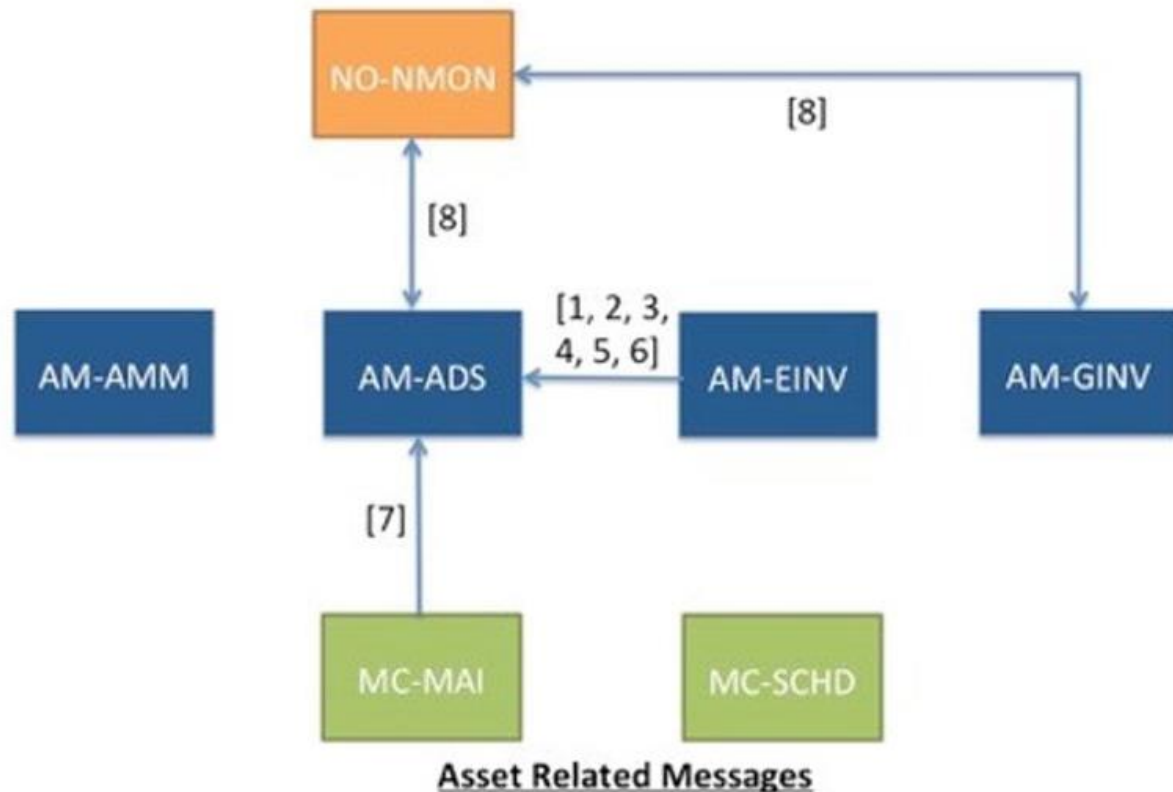 NO-NMON
[8]
[8]
[1, 2, 3,
4, 5, 6]
AM-AMM
AM-ADS
AM-EINV
AM-GINV
[7]
MC-MAI
MC-SCHD
Asset Related Messages